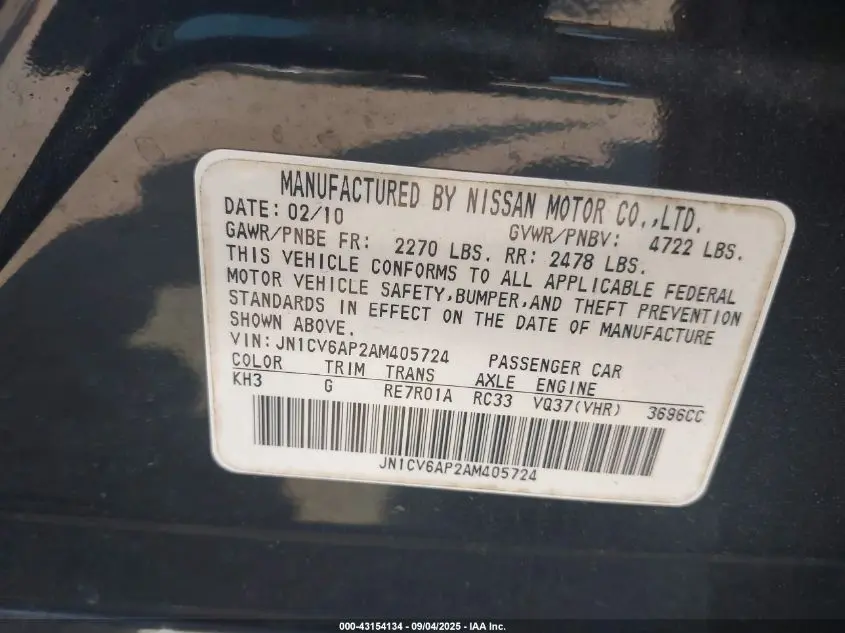 MANUFACTURED BY NISSAN MOTOR CO.,LTD.
DATE: 02/10 GVWR/PNBV: 4722 LBS.
GAWR/PNBE FR: 2270 LBS. RR: 2478 LBS.
THIS VEHICLE CONFORMS TO ALL APPLICABLE FEDERAL
MOTOR VEHICLE SAFETY,BUMPER,AND THEFT PREVENTION
STANDARDS IN EFFECT ON THE DATE OF MANUFACTURE
SHOWN ABOVE.
VIN: JN1CV6AP2AM405724 PASSENGER CAR
COLOR TRIM TRANS AXLE ENGINE
KH3 G RE7R01A RC33 VQ37(VHR) 3696CC
JN1CV6AP2AM405724
000-43154134 - 09/04/2025 - IAA Inc.